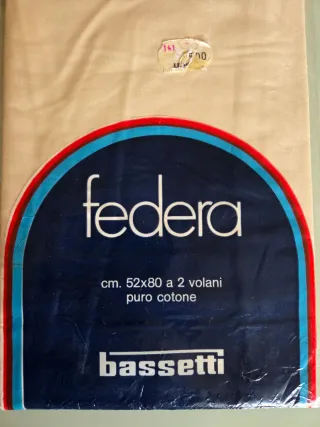 federa
cm. 52x80 a 2 volani
puro cotone
bassetti